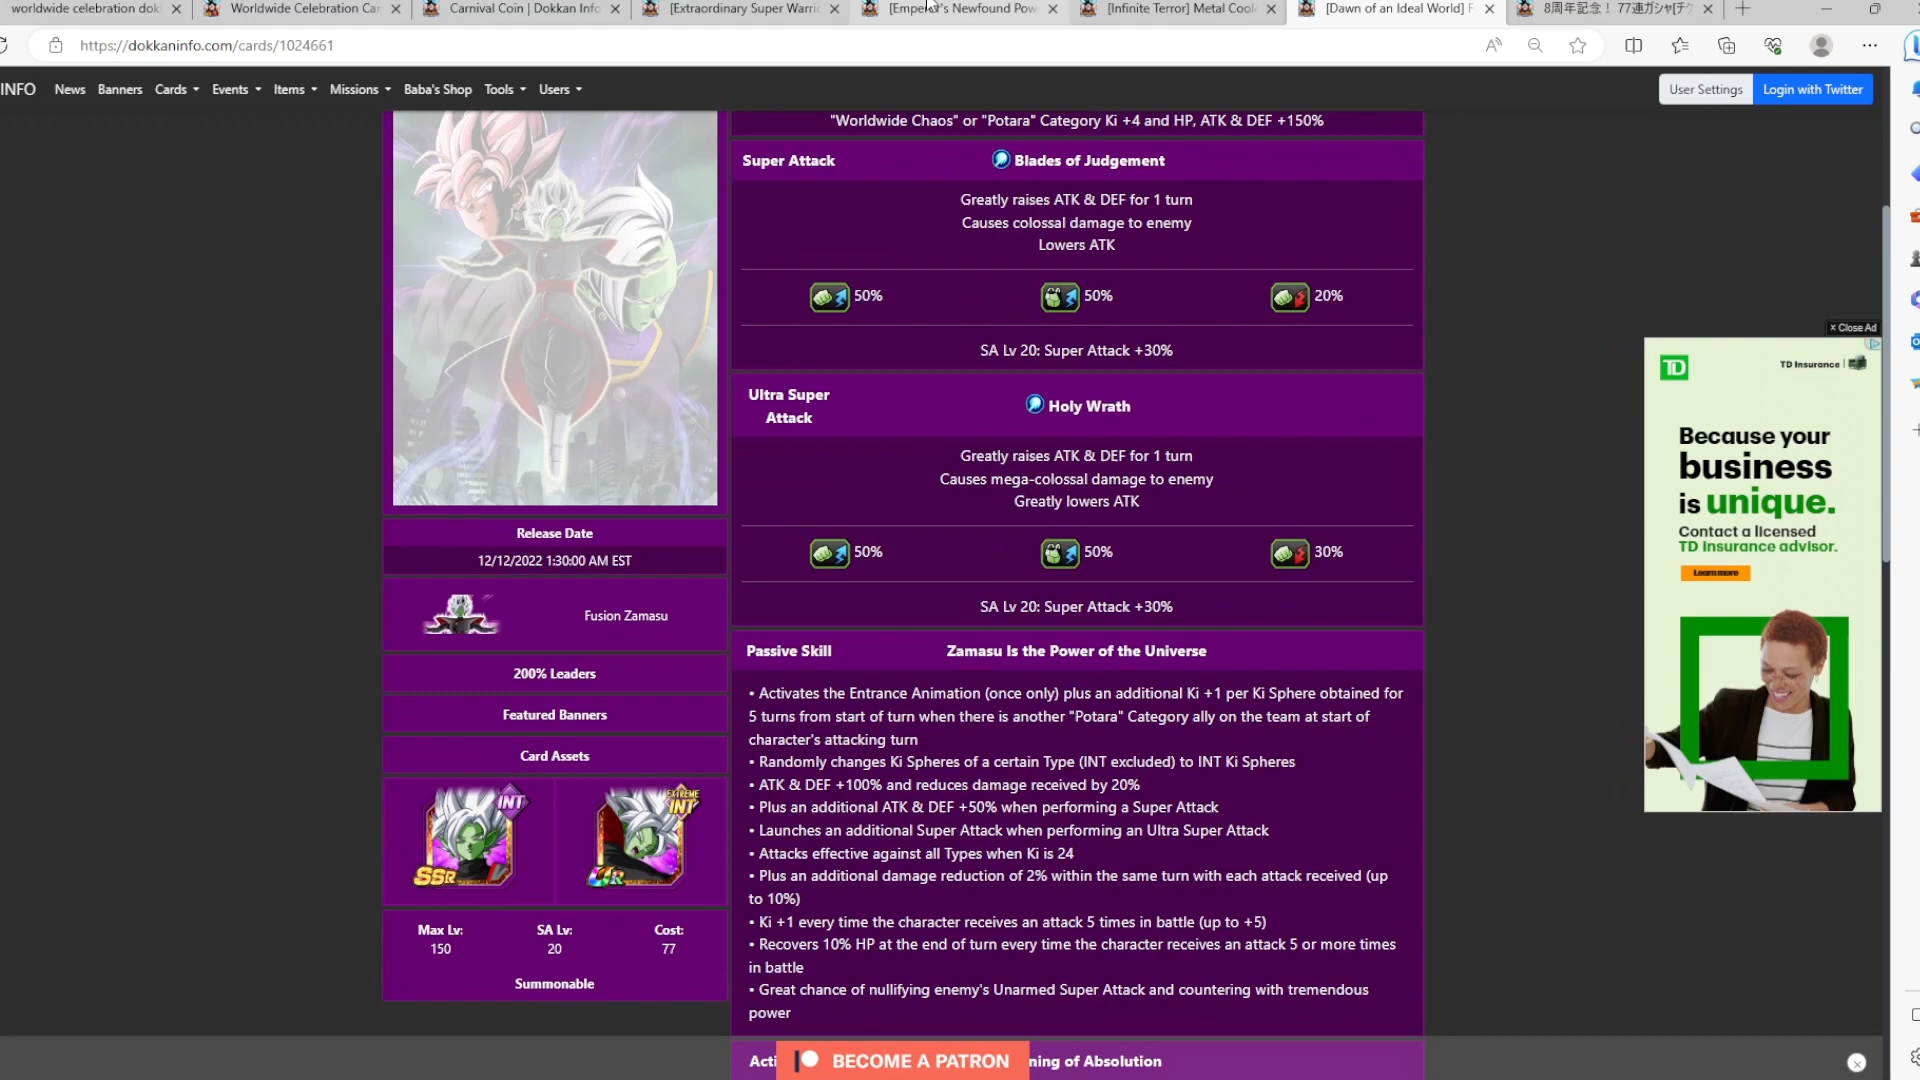 worldwide celebration dok
Worldwide Celebration Car
Carnival Coin | Dokkan Info
[Extraordinary Super Warric
[Emperor's Newfound Pow
[Infinite Terror] Metal Coole
[Dawn of an Ideal World] F
8周年記念！ 77連ガシャ[チケ
https://dokkaninfo.com/cards/1024661
INFO
News
Banners
Cards
Events
Items
Missions
Baba's Shop
Tools
Users
User Settings
Login with Twitter
"Worldwide Chaos" or "Potara" Category Ki +4 and HP, ATK & DEF +150%
Super Attack
Blades of Judgement
Greatly raises ATK & DEF for 1 turn
Causes colossal damage to enemy
Lowers ATK
50%
50%
20%
SA Lv 20: Super Attack +30%
Ultra Super
Attack
Holy Wrath
Greatly raises ATK & DEF for 1 turn
Causes mega-colossal damage to enemy
Greatly lowers ATK
50%
50%
30%
SA Lv 20: Super Attack +30%
Passive Skill
Zamasu Is the Power of the Universe
• Activates the Entrance Animation (once only) plus an additional Ki +1 per Ki Sphere obtained for
5 turns from start of turn when there is another "Potara" Category ally on the team at start of
character's attacking turn
• Randomly changes Ki Spheres of a certain Type (INT excluded) to INT Ki Spheres
• ATK & DEF +100% and reduces damage received by 20%
• Plus an additional ATK & DEF +50% when performing a Super Attack
• Launches an additional Super Attack when performing an Ultra Super Attack
• Attacks effective against all Types when Ki is 24
• Plus an additional damage reduction of 2% within the same turn with each attack received (up
to 10%)
• Ki +1 every time the character receives an attack 5 times in battle (up to +5)
• Recovers 10% HP at the end of turn every time the character receives an attack 5 or more times
in battle
• Great chance of nullifying enemy's Unarmed Super Attack and countering with tremendous
power
Acti
ning of Absolution
BECOME A PATRON
Release Date
12/12/2022 1:30:00 AM EST
Fusion Zamasu
200% Leaders
Featured Banners
Card Assets
INT
SSR
EXTREME
INT
UR
Max Lv:
150
SA Lv:
20
Cost:
77
Summonable
× Close Ad
TD
TD Insurance
Because your
business
is unique.
Contact a licensed
TD Insurance advisor.
Learn more